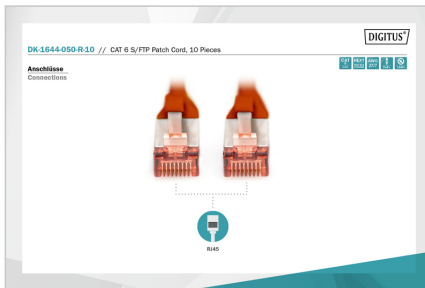 DIGITUS®
DK-1644-050-R-10 // CAT 6 S/FTP Patch Cord, 10 Pieces
Anschlüsse
Connections
RJ45